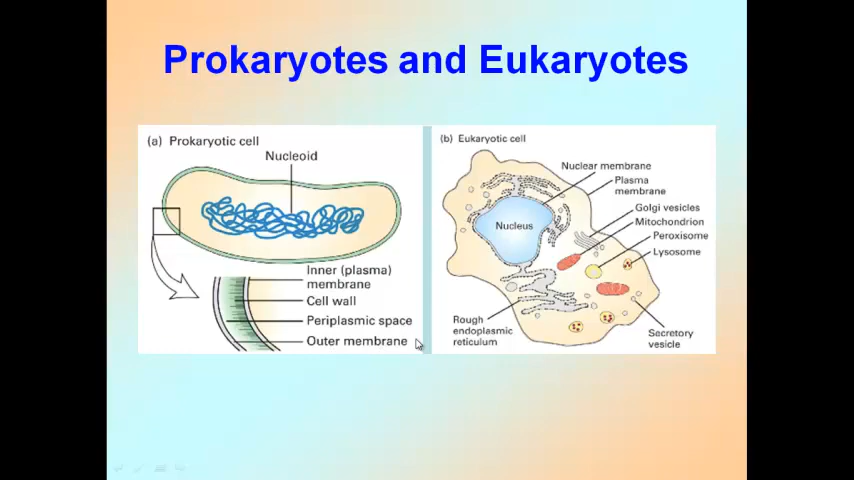 Prokaryotes and Eukaryotes
(a) Prokaryotic cell
Nucleoid
Inner (plasma)
membrane
Cell wall
Periplasmic space
Outer membrane
(b) Eukaryotic cell
Nuclear membrane
Plasma
membrane
Golgi vesicles
Mitochondrion
Peroxisome
Lysosome
Nucleus
Rough
endoplasmic
reticulum
Secretory
vesicle